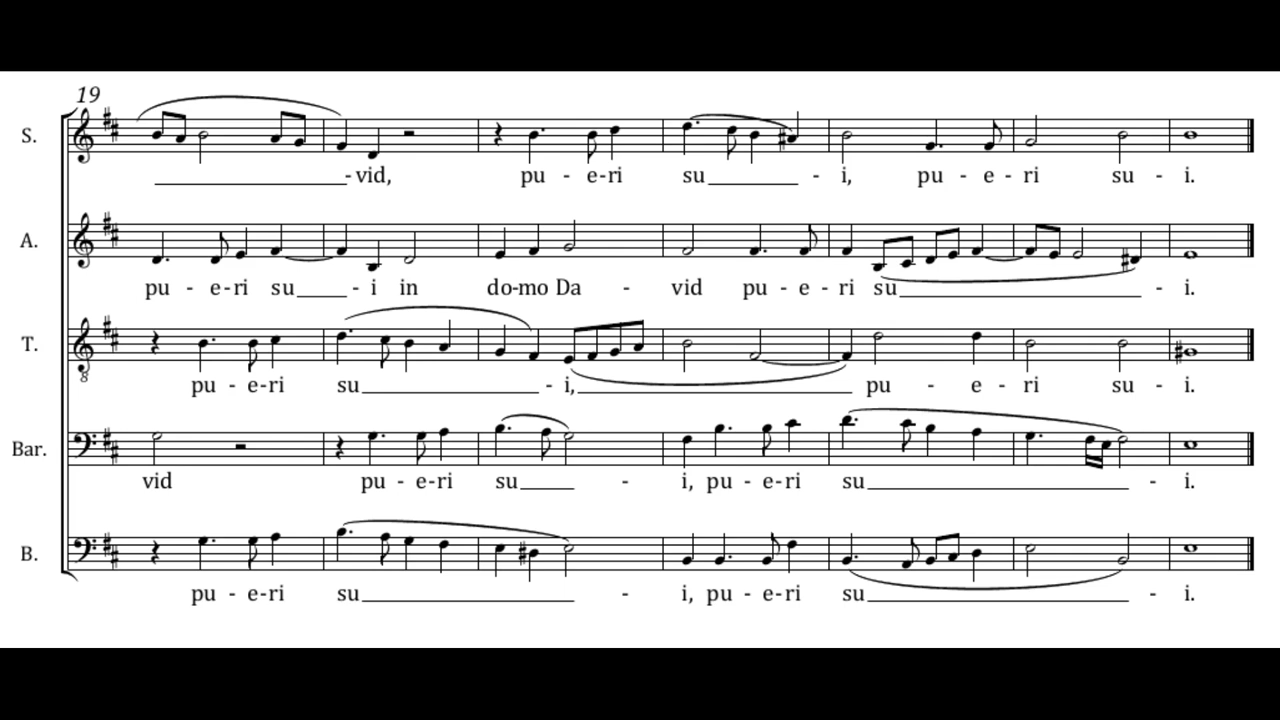 19
S.
- vid, pu - e - ri su - i, pu - e - ri su - i.
A.
pu - e - ri su - i in do - mo Da - vid pu - e - ri su - i.
T.
8
pu - e - ri su - i, pu - e - ri su - i.
Bar.
vid pu - e - ri su - i, pu - e - ri su - i.
B.
pu - e - ri su - i, pu - e - ri su - i.